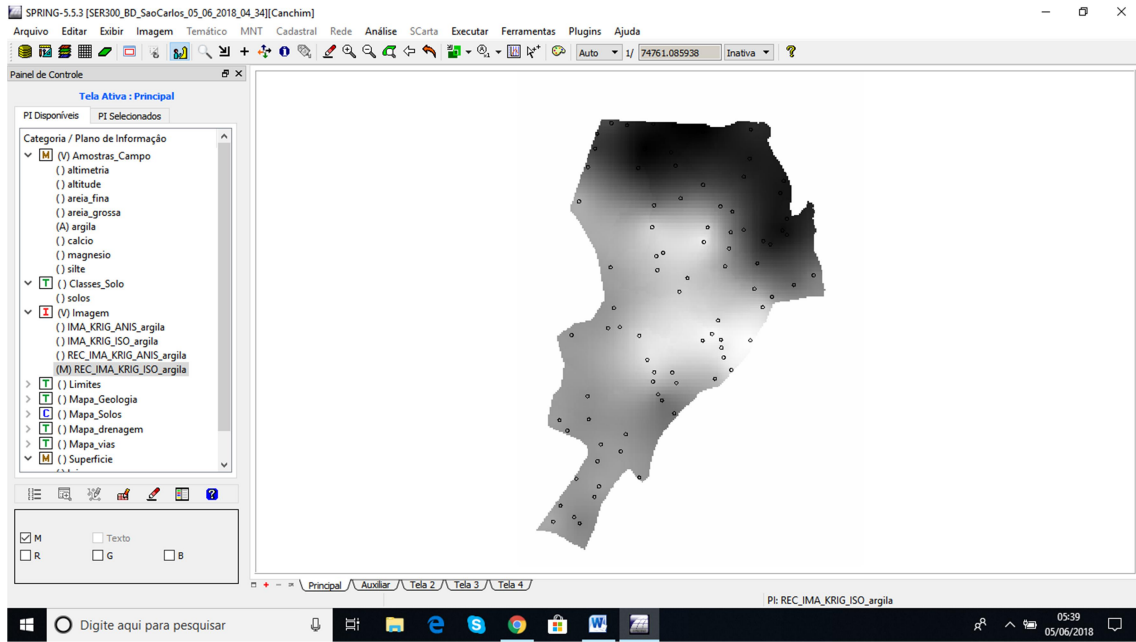 SPRING-5.5.3 [SER300_BD_SaoCarlos_05_06_2018_04_34][Canchim]
Arquivo Editar Exibir Imagem Temático MNT Cadastral Rede Análise SCarta Executar Ferramentas Plugins Ajuda
Auto 1/ 74761.085938 Inativa
Painel de Controle
Tela Ativa : Principal
PI Disponíveis PI Selecionados
Categoria / Plano de Informação
M (V) Amostras_Campo
() altimetria
() altitude
() areia_fina
() areia_grossa
(A) argila
() calcio
() magnesio
() silte
T () Classes_Solo
() solos
I (V) Imagem
() IMA_KRIG_ANIS_argila
() IMA_KRIG_ISO_argila
() REC_IMA_KRIG_ANIS_argila
(M) REC_IMA_KRIG_ISO_argila
T () Limites
T () Mapa_Geologia
C () Mapa_Solos
T () Mapa_drenagem
T () Mapa_vias
M () Superficie
M Texto
R G B
Principal Auxiliar Tela 2 Tela 3 Tela 4
PI: REC_IMA_KRIG_ISO_argila
Digite aqui para pesquisar
05:39
05/06/2018